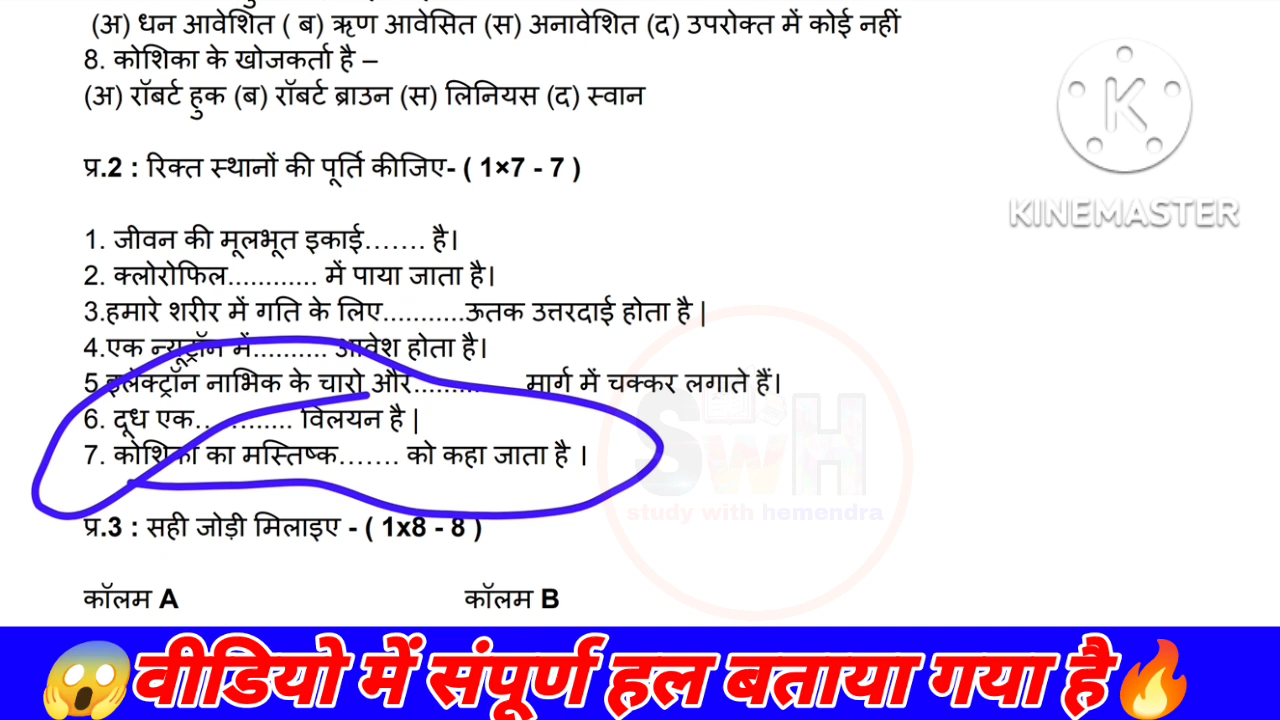 (अ) धन आवेशित ( ब) ऋण आवेसित (स) अनावेशित (द) उपरोक्त में कोई नहीं
8. कोशिका के खोजकर्ता है –
(अ) रॉबर्ट हुक (ब) रॉबर्ट ब्राउन (स) लिनियस (द) स्वान
प्र.2 : रिक्त स्थानों की पूर्ति कीजिए- ( 1×7 - 7 )
1. जीवन की मूलभूत इकाई....... है।
2. क्लोरोफिल............ में पाया जाता है।
3.हमारे शरीर में गति के लिए...........ऊतक उत्तरदाई होता है |
4.एक न्यूट्रॉन में.......... आवेश होता है।
5.इलेक्ट्रॉन नाभिक के चारो और............... मार्ग में चक्कर लगाते हैं।
6. दूध एक............. विलयन है |
7. कोशिका का मस्तिष्क....... को कहा जाता है ।
प्र.3 : सही जोड़ी मिलाइए - ( 1x8 - 8 )
कॉलम A कॉलम B
KINEMASTER
SwH
study with hemendra
वीडियो में संपूर्ण हल बताया गया है